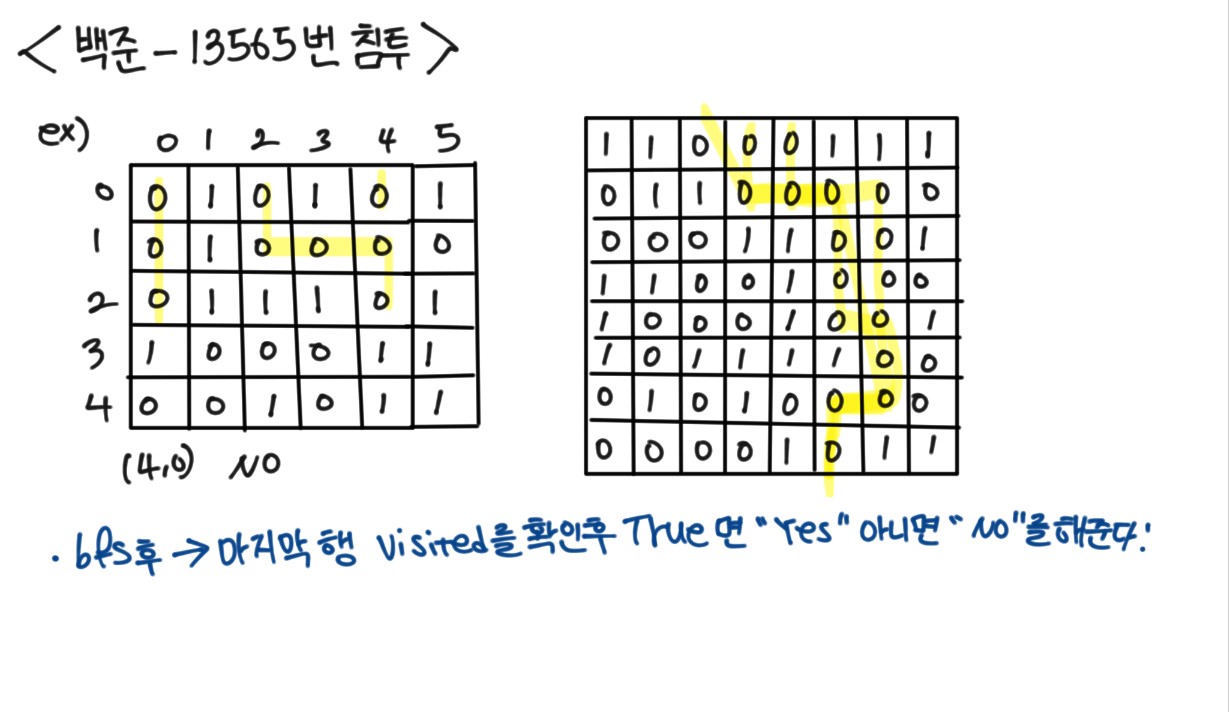 <백준 - 13565번 침투>
ex) 0 1 2 3 4 5
0 0 1 0 1 0 1
1 0 1 0 0 0 0
2 0 1 1 1 0 1
3 1 0 0 0 1 1
4 0 0 1 0 1 1
(4,0) NO
1 1 0 0 0 1 1 1
0 1 1 0 0 0 0 0
0 0 0 1 1 0 0 1
1 1 0 0 1 0 0 0
1 0 0 0 1 0 0 1
1 0 1 1 1 1 0 0
0 1 0 1 0 0 0 0
0 0 0 0 1 0 1 1
· bfs후 → 마지막 행 visited를 확인후 True 면 "Yes" 아니면 "No"를 해준다!